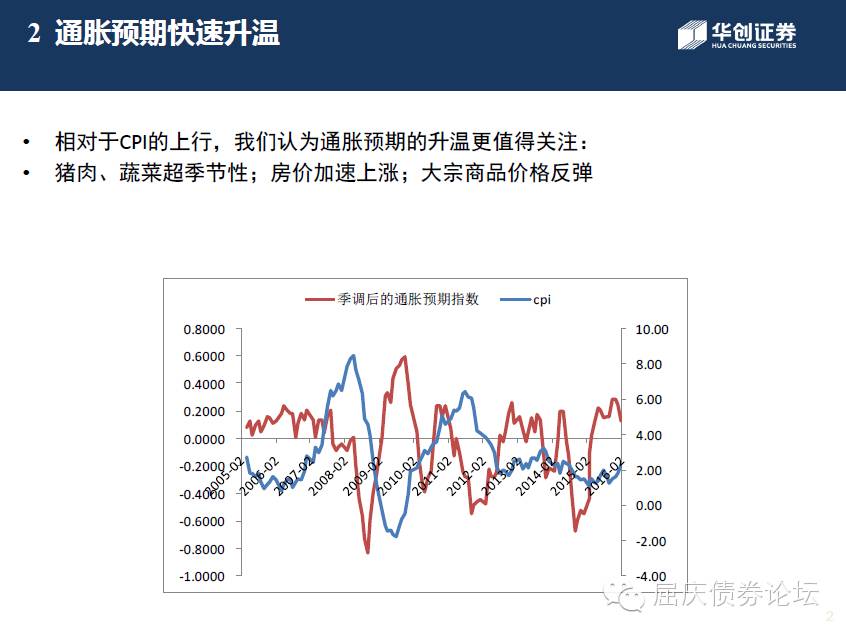 2 通胀预期快速升温
华创证券
HUA CHUANG SECURITIES
• 相对于CPI的上行，我们认为通胀预期的升温更值得关注：
• 猪肉、蔬菜超季节性；房价加速上涨；大宗商品价格反弹
季调后的通胀预期指数 cpi
0.8000 10.00
0.6000 8.00
0.4000 6.00
0.2000 4.00
0.0000 2.00
-0.2000 0.00
-0.4000 -2.00
-0.6000 -4.00
-0.8000
-1.0000
2005-02 2006-02 2007-02 2008-02 2009-02 2010-02 2011-02 2012-02 2013-02 2014-02 2015-02 2016-02
屈庆债券论坛
2